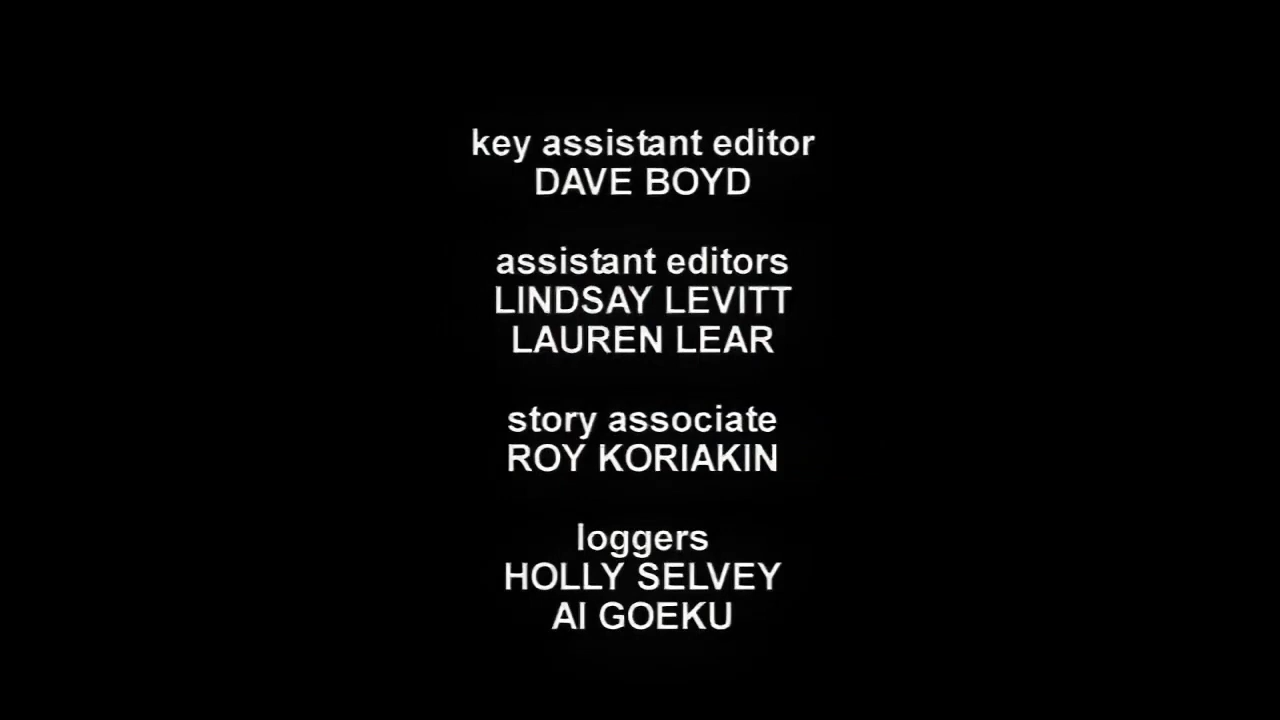 key assistant editor
DAVE BOYD
assistant editors
LINDSAY LEVITT
LAUREN LEAR
story associate
ROY KORIAKIN
loggers
HOLLY SELVEY
AI GOEKU